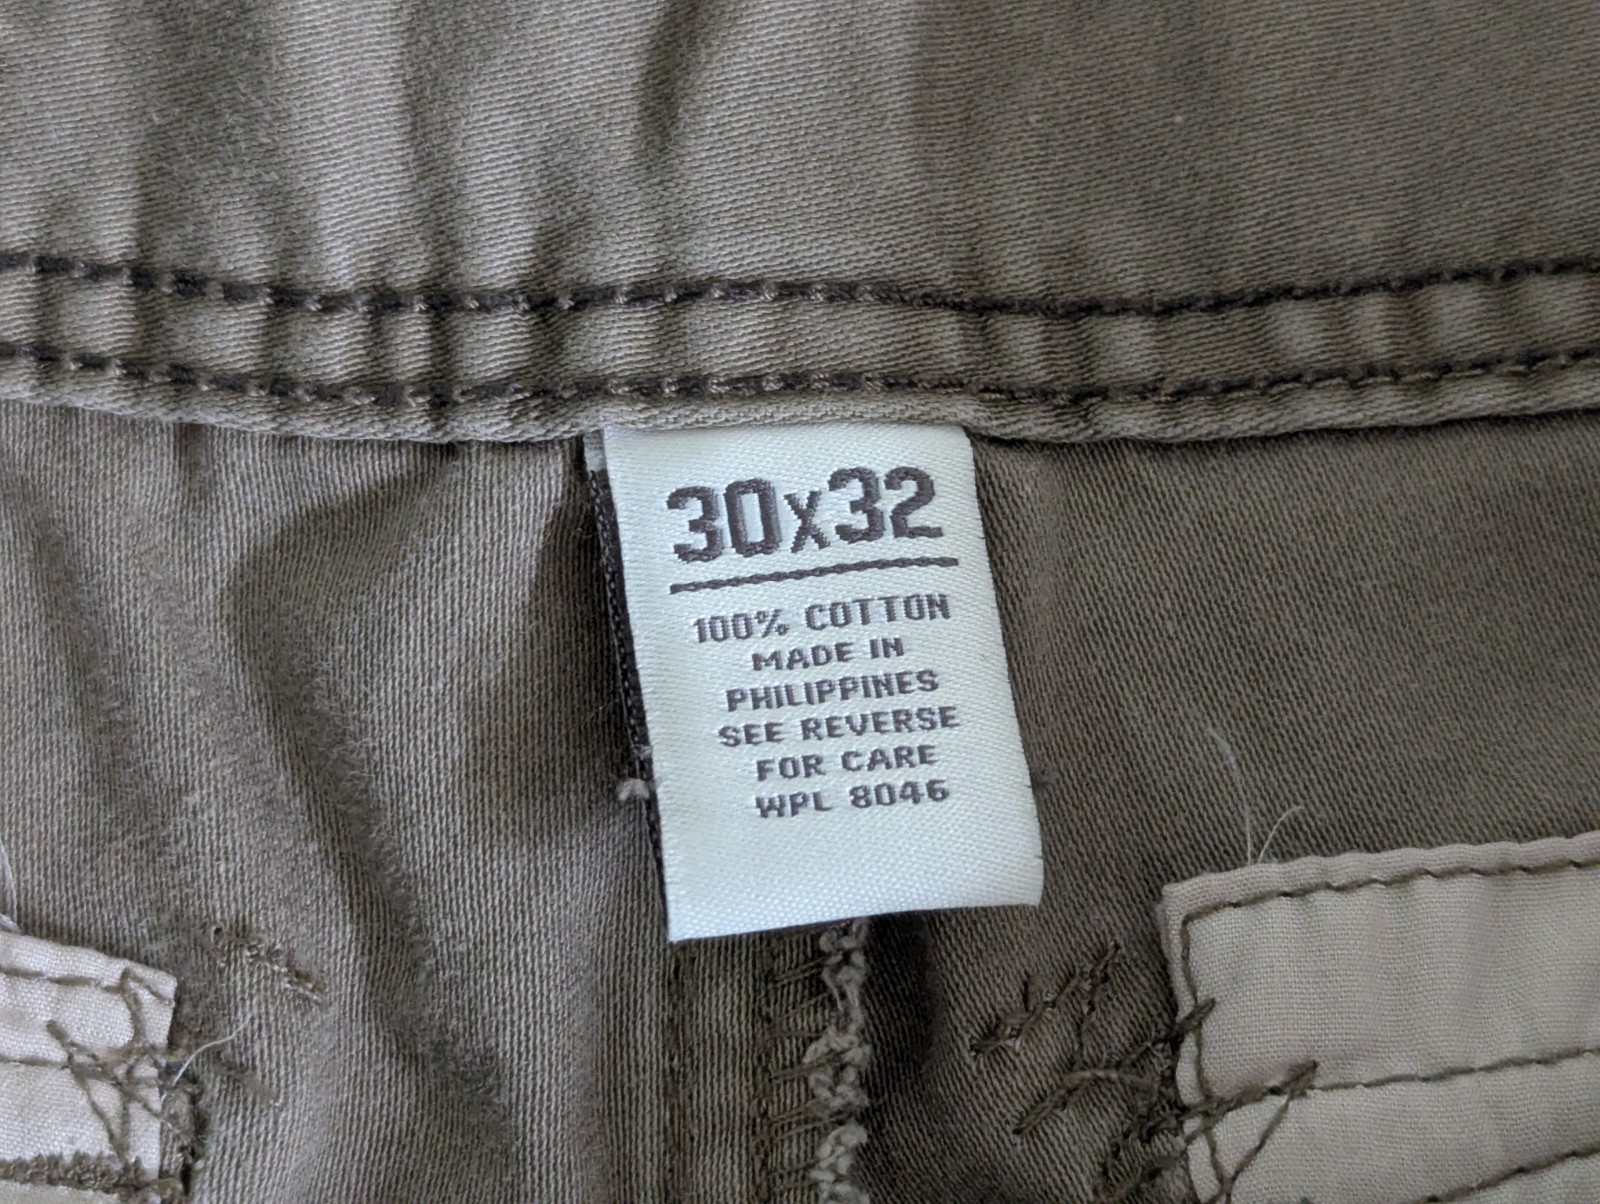 30x32
100% COTTON
MADE IN
PHILIPPINES
SEE REVERSE
FOR CARE
WPL 8046